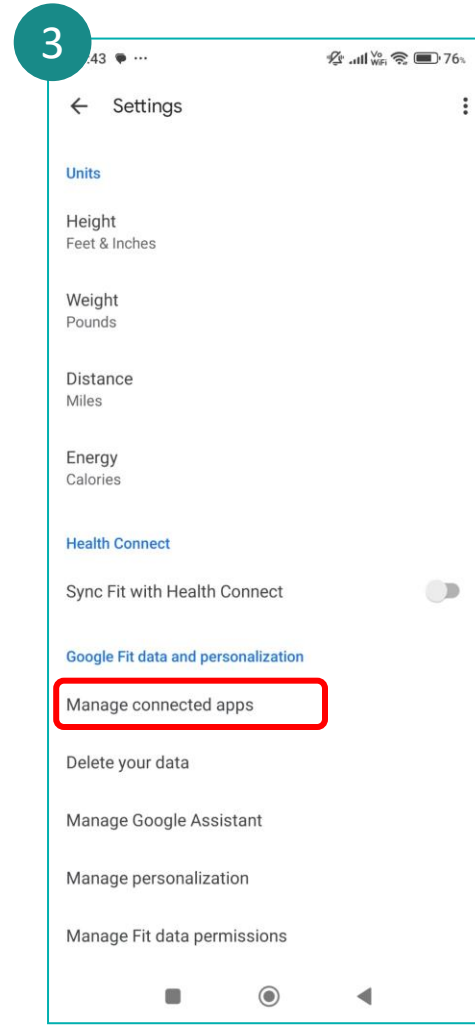 3
:43 ... Vo WiFi 76%
Settings
Units
Height
Feet & Inches
Weight
Pounds
Distance
Miles
Energy
Calories
Health Connect
Sync Fit with Health Connect
Google Fit data and personalization
Manage connected apps
Delete your data
Manage Google Assistant
Manage personalization
Manage Fit data permissions